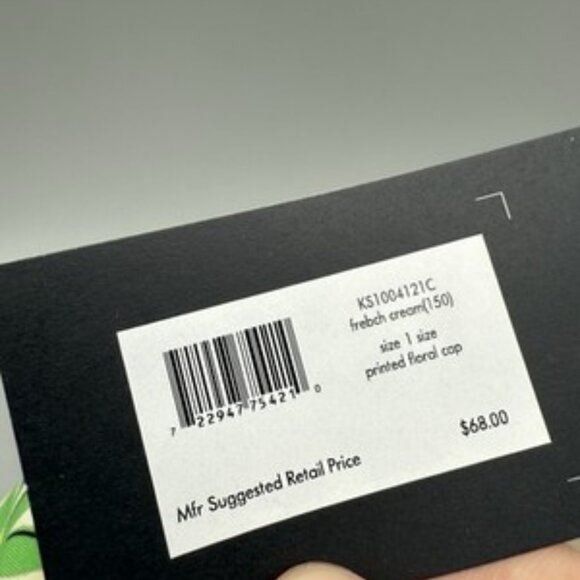 KS1004121C
frebch cream(150)
size 1 size
printed floral cap
7 22947 75421 0
$68.00
Mfr Suggested Retail Price